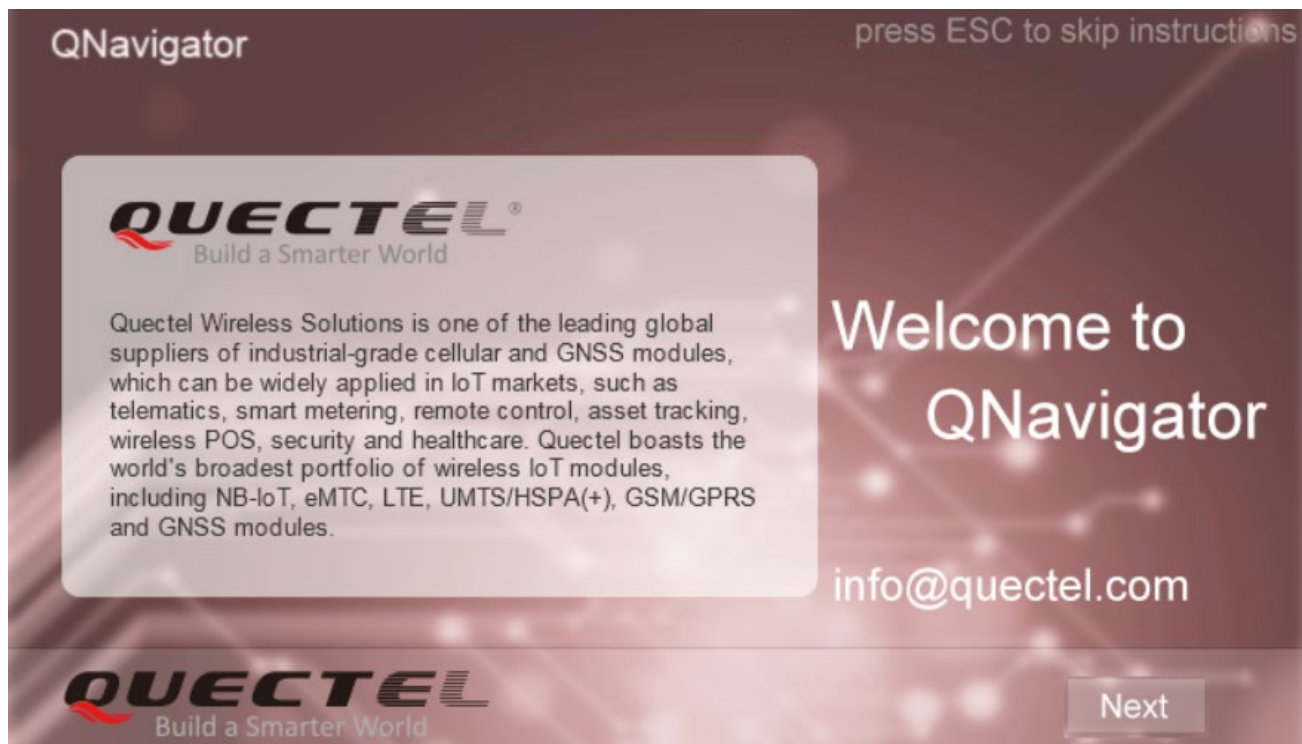 QNavigator
press ESC to skip instructions
QUECTEL®
Build a Smarter World
Quectel Wireless Solutions is one of the leading global
suppliers of industrial-grade cellular and GNSS modules,
which can be widely applied in IoT markets, such as
telematics, smart metering, remote control, asset tracking,
wireless POS, security and healthcare. Quectel boasts the
world's broadest portfolio of wireless IoT modules,
including NB-IoT, eMTC, LTE, UMTS/HSPA(+), GSM/GPRS
and GNSS modules.
Welcome to
QNavigator
info@quectel.com
QUECTEL
Build a Smarter World
Next